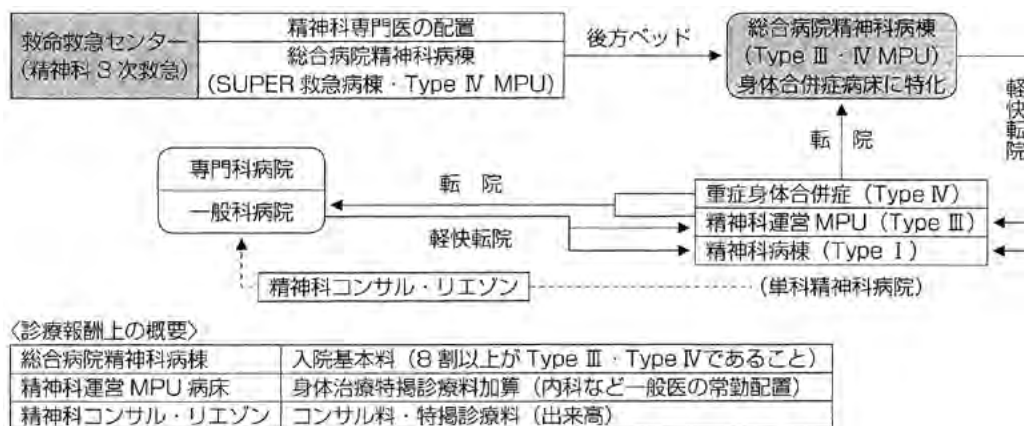 救命救急センター
(精神科3次救急)
精神科専門医の配置
総合病院精神科病棟
(SUPER救急病棟・Type Ⅳ MPU)
後方ベッド
総合病院精神科病棟
(Type Ⅲ・Ⅳ MPU)
身体合併症病床に特化
軽快転院
転 院
専門科病院
一般科病院
転 院
軽快転院
重症身体合併症 (Type Ⅳ)
精神科運営 MPU (Type Ⅲ)
精神科病棟 (Type Ⅰ)
精神科コンサル・リエゾン
(単科精神科病院)
〈診療報酬上の概要〉
総合病院精神科病棟 入院基本料 (8割以上が Type Ⅲ・Type Ⅳであること)
精神科運営 MPU 病床 身体治療特掲診療料加算 (内科など一般医の常勤配置)
精神科コンサル・リエゾン コンサル料・特掲診療料 (出来高)